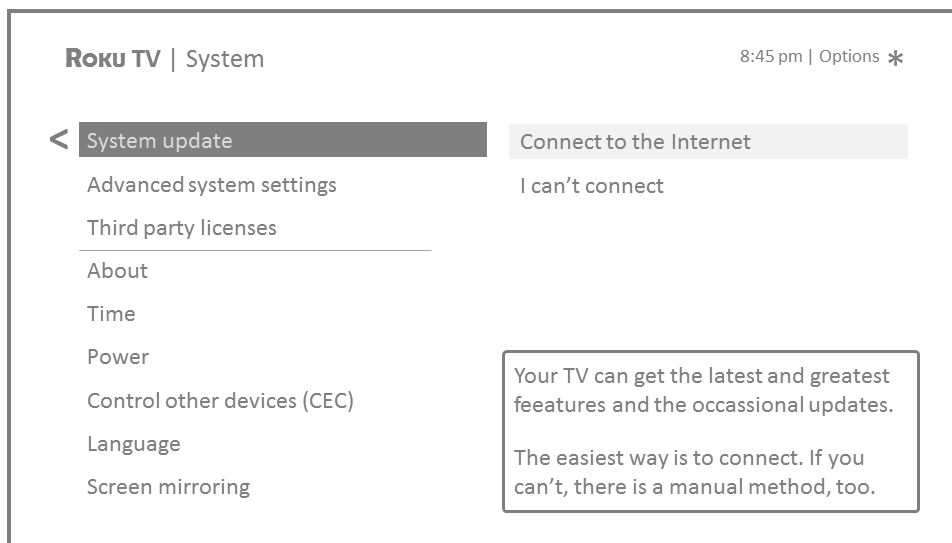 ROKU TV | System
8:45 pm | Options *
< System update
Connect to the Internet
Advanced system settings
I can't connect
Third party licenses
About
Time
Power
Control other devices (CEC)
Language
Screen mirroring
Your TV can get the latest and greatest
feeatures and the occassional updates.
The easiest way is to connect. If you
can't, there is a manual method, too.